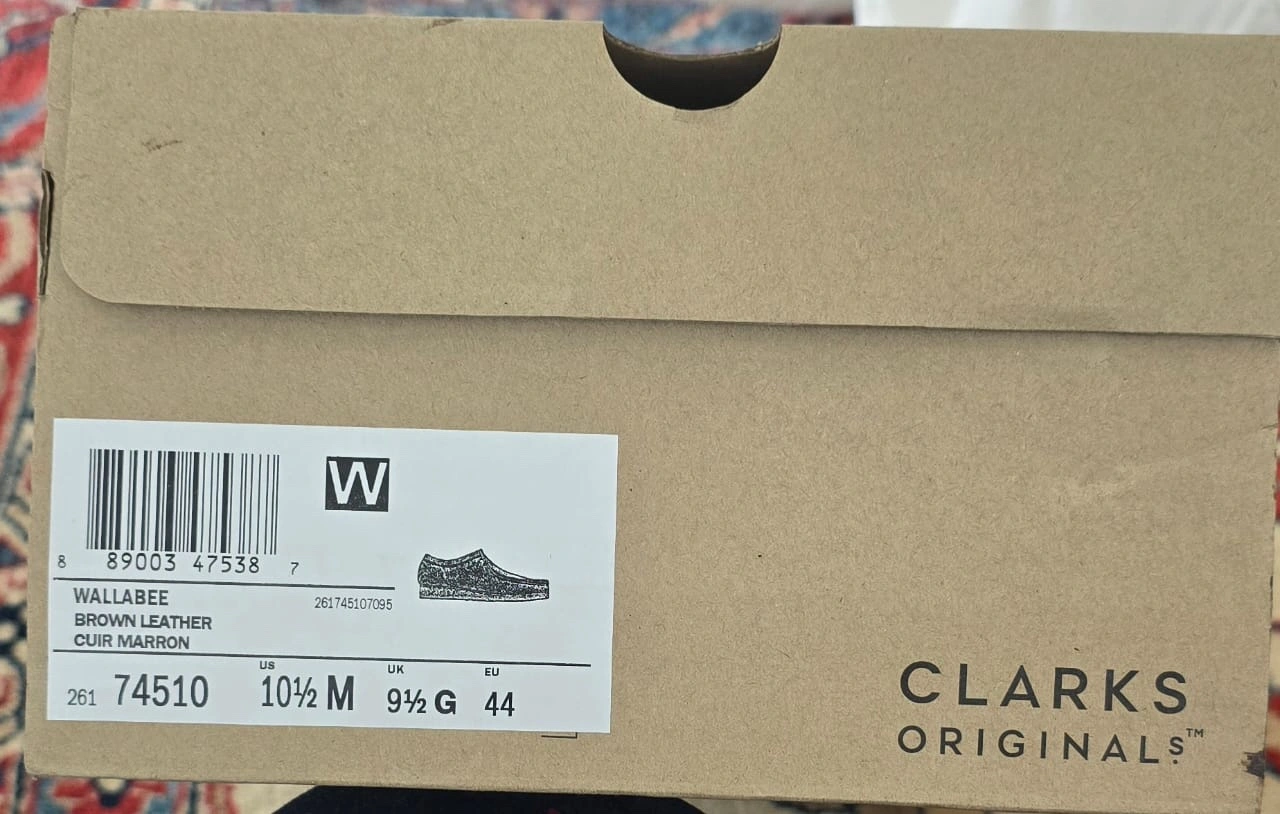 W
8 89003 47538 7
WALLABEE 261745107095
BROWN LEATHER
CUIR MARRON
US UK EU
261 74510 10½ M 9½ G 44
CLARKS
ORIGINALS™